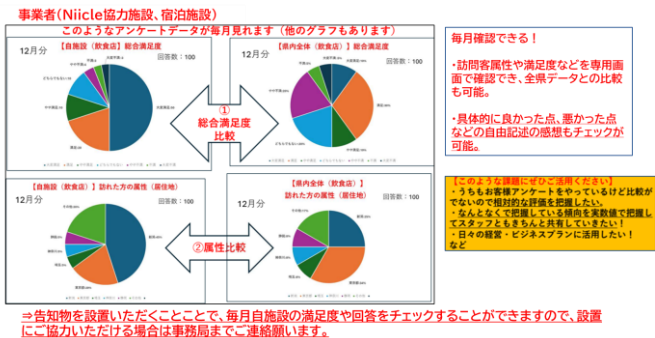 事業者（Niicle協力施設、宿泊施設）
このようなアンケートデータが毎月見れます（他のグラフもあります）
12月分
【自施設（飲食店）】総合満足度
回答数：100
12月分
【県内全体（飲食店）】総合満足度
回答数：100
①
総合満足度
比較
12月分
【自施設（飲食店）】訪れた方の属性（居住地）
回答数：100
12月分
【県内全体（飲食店）】
訪れた方の属性（居住地）
回答数：100
②属性比較
毎月確認できる！
・訪問客属性や満足度などを専用画
面で確認でき、全県データとの比較
も可能。
・具体的に良かった点、悪かった点
などの自由記述の感想もチェックが
可能。
【このような課題にぜひご活用ください】
・うちもお客様アンケートをやっているけど比較が
でないので相対的な評価を把握したい。
・なんとなくで把握している傾向を実数値で把握し
てスタッフともきちんと共有していきたい！
・日々の経営・ビジネスプランに活用したい！
など
⇒告知物を設置いただくことことで、毎月自施設の満足度や回答をチェックすることができますので、設置
にご協力いただける場合は事務局までご連絡願います。